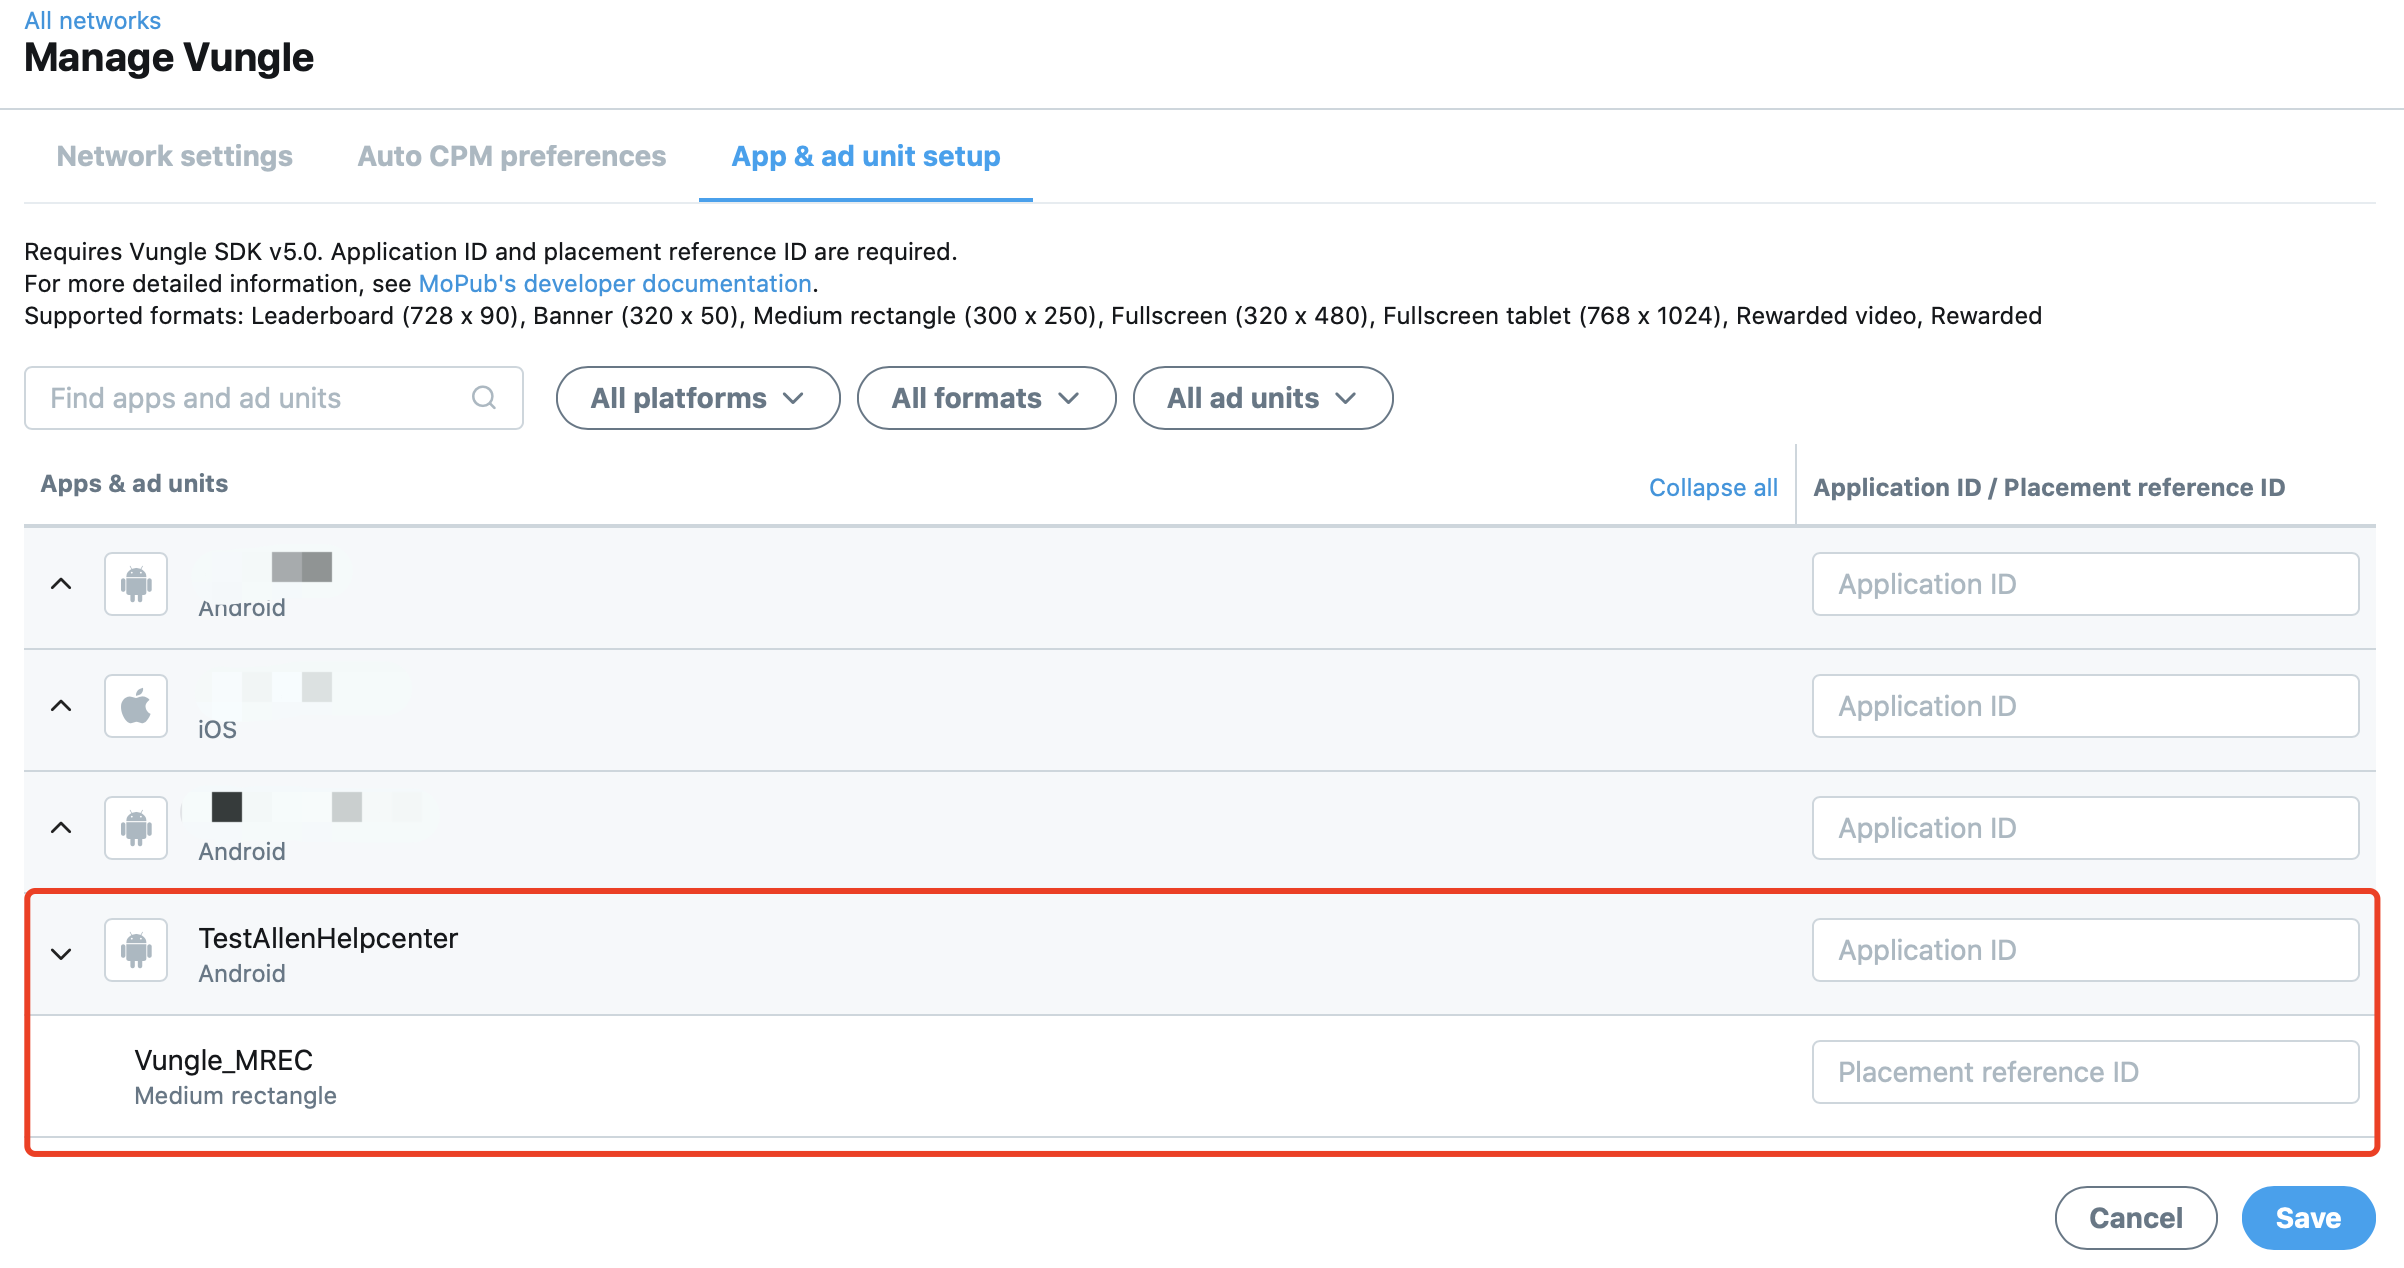 All networks
Manage Vungle
Network settings Auto CPM preferences App & ad unit setup
Requires Vungle SDK v5.0. Application ID and placement reference ID are required.
For more detailed information, see MoPub's developer documentation.
Supported formats: Leaderboard (728 x 90), Banner (320 x 50), Medium rectangle (300 x 250), Fullscreen (320 x 480), Fullscreen tablet (768 x 1024), Rewarded video, Rewarded
Find apps and ad units All platforms All formats All ad units
Apps & ad units Collapse all Application ID / Placement reference ID
Android Application ID
iOS Application ID
Android Application ID
TestAllenHelpcenter
Android Application ID
Vungle_MREC
Medium rectangle Placement reference ID
Cancel Save